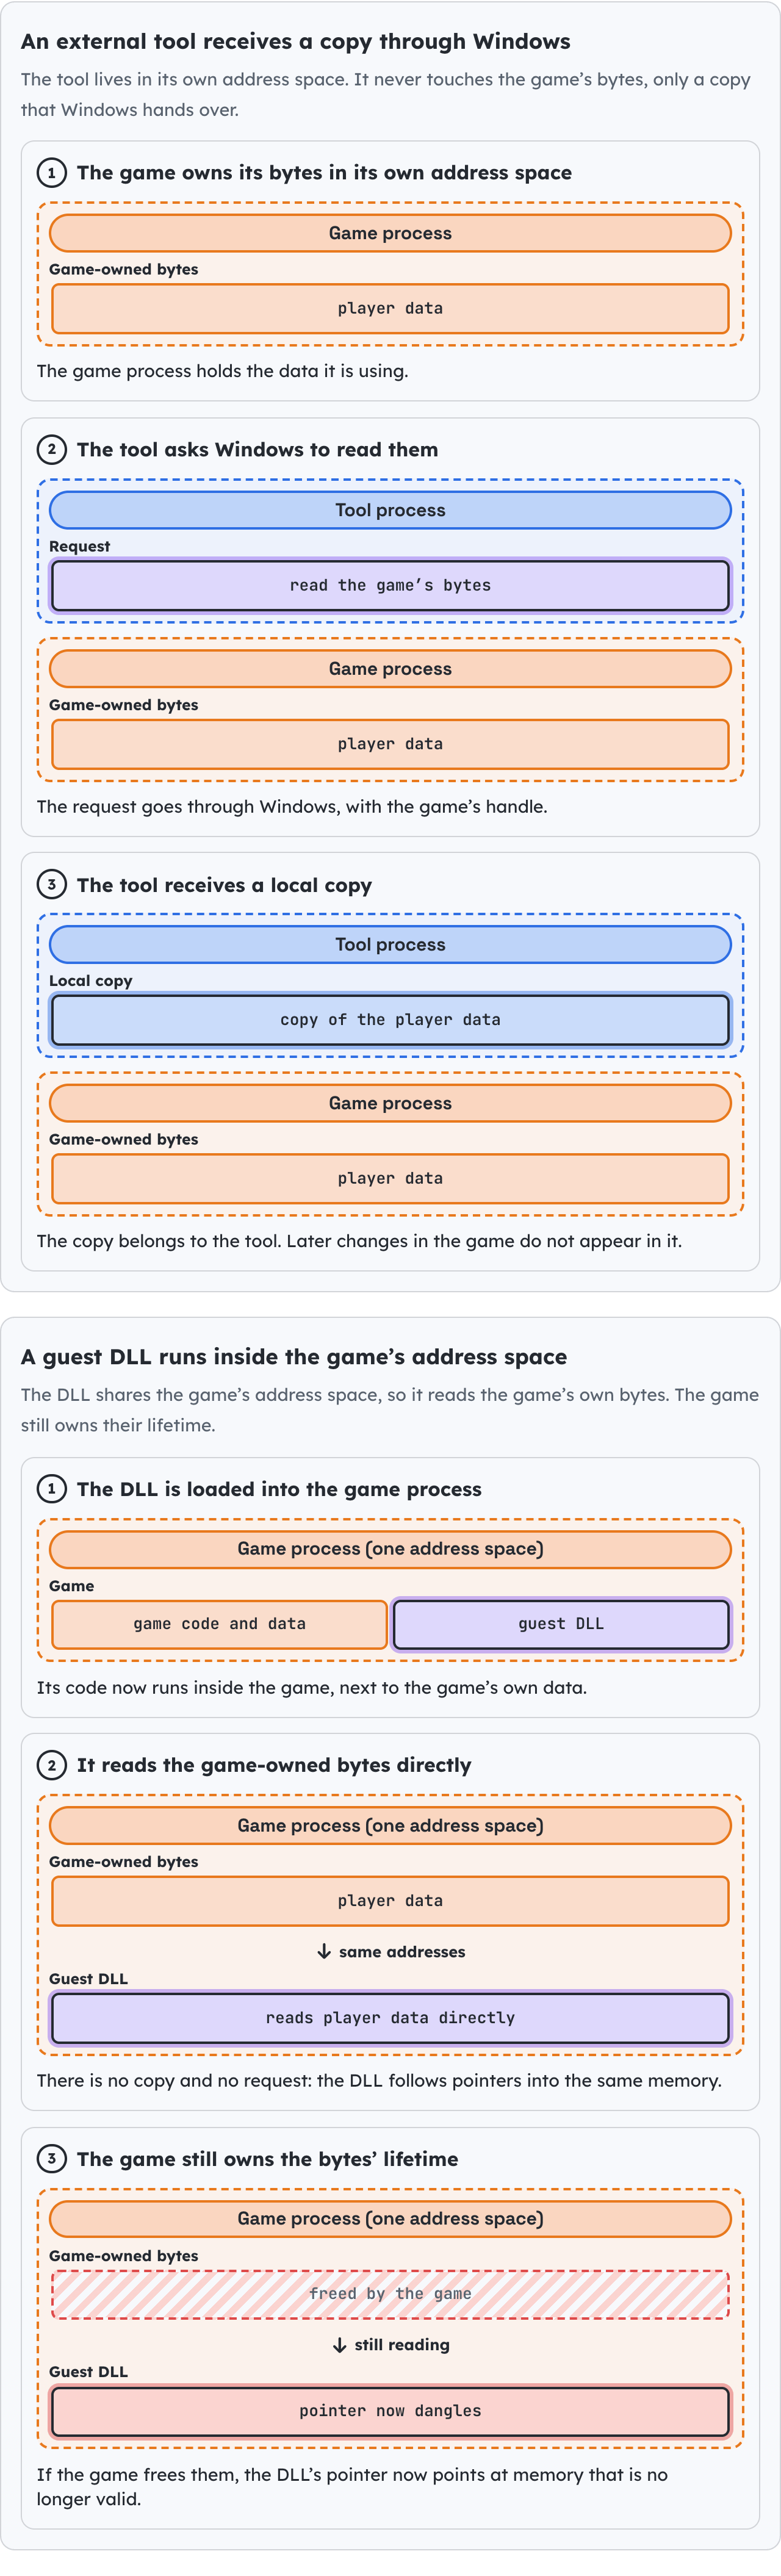 An external tool receives a copy through Windows
The tool lives in its own address space. It never touches the game’s bytes, only a copy
that Windows hands over.
1 The game owns its bytes in its own address space
Game process
Game-owned bytes
player data
The game process holds the data it is using.
2 The tool asks Windows to read them
Tool process
Request
read the game’s bytes
Game process
Game-owned bytes
player data
The request goes through Windows, with the game’s handle.
3 The tool receives a local copy
Tool process
Local copy
copy of the player data
Game process
Game-owned bytes
player data
The copy belongs to the tool. Later changes in the game do not appear in it.
A guest DLL runs inside the game’s address space
The DLL shares the game’s address space, so it reads the game’s own bytes. The game
still owns their lifetime.
1 The DLL is loaded into the game process
Game process (one address space)
Game
game code and data guest DLL
Its code now runs inside the game, next to the game’s own data.
2 It reads the game-owned bytes directly
Game process (one address space)
Game-owned bytes
player data
↓ same addresses
Guest DLL
reads player data directly
There is no copy and no request: the DLL follows pointers into the same memory.
3 The game still owns the bytes’ lifetime
Game process (one address space)
Game-owned bytes
freed by the game
↓ still reading
Guest DLL
pointer now dangles
If the game frees them, the DLL’s pointer now points at memory that is no
longer valid.